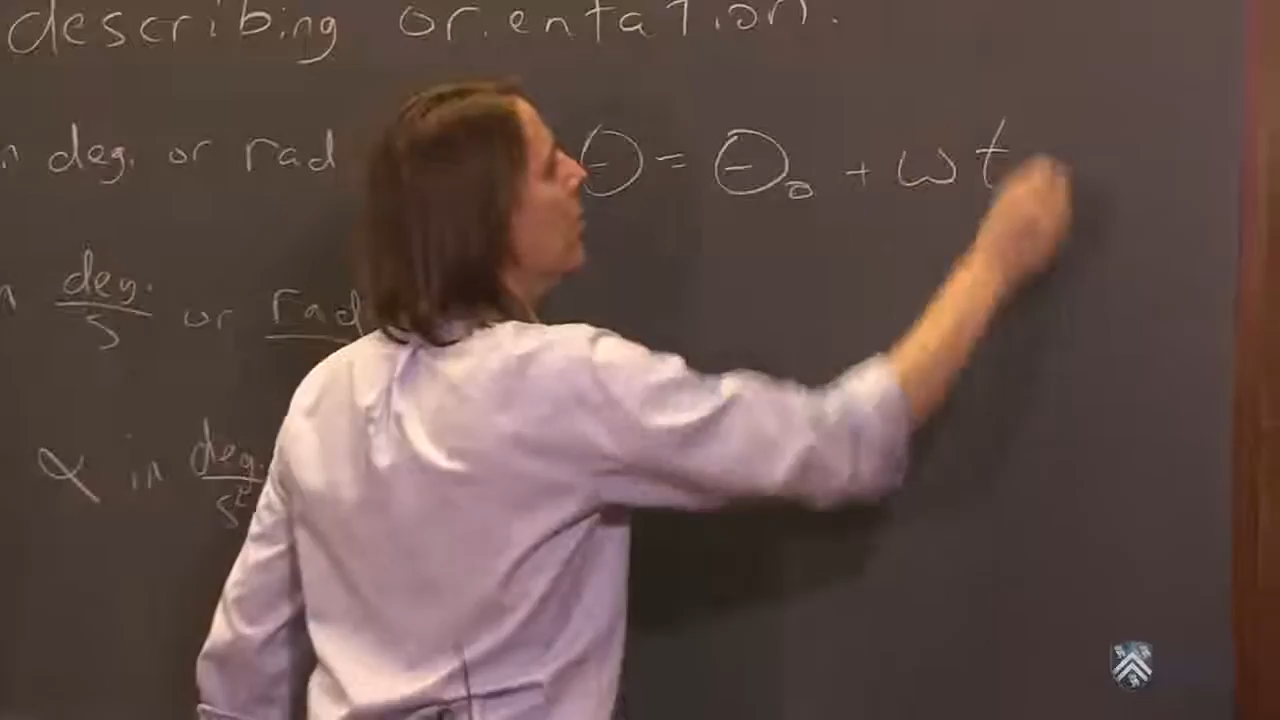 describing orientation.
n deg. or rad Θ = Θ₀ + ωt
n deg./s or rad
α in deg./s²